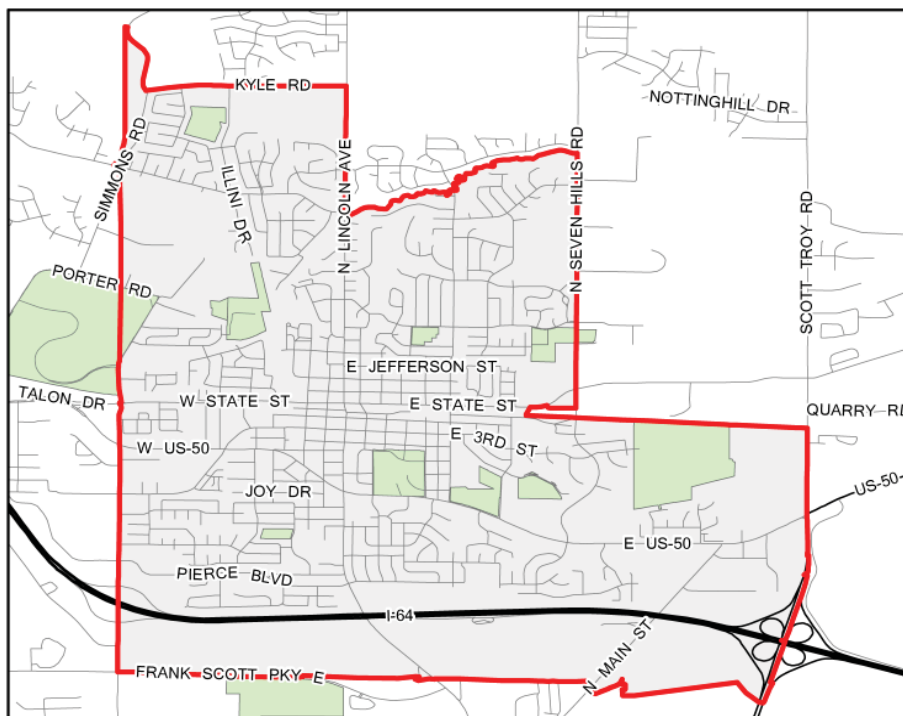 KYLE RD
NOTTINGHILL DR
SIMMONS RD
ILLINI DR
N LINCOLN AVE
N SEVEN HILLS RD
SCOTT TROY RD
PORTER RD
E JEFFERSON ST
TALON DR
W STATE ST
E STATE ST
QUARRY RD
W US-50
E 3RD ST
JOY DR
US-50
E US-50
PIERCE BLVD
I-64
N MAIN ST
FRANK SCOTT PKY E